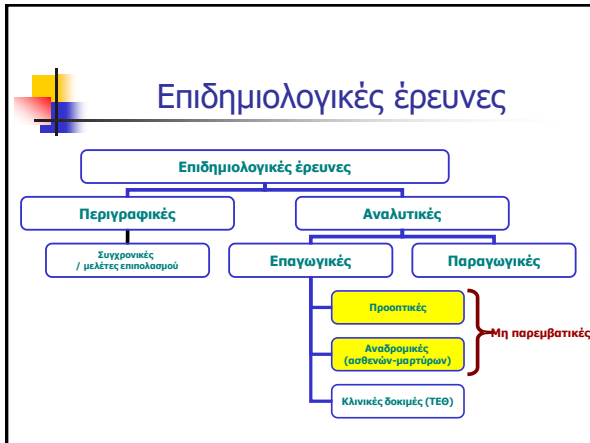 Επιδημιολογικές έρευνες
Επιδημιολογικές έρευνες
Περιγραφικές
Αναλυτικές
Συγχρονικές
/ μελέτες επιπολασμού
Επαγωγικές
Παραγωγικές
Προοπτικές
Μη παρεμβατικές
Αναδρομικές
(ασθενών-μαρτύρων)
Κλινικές δοκιμές (ΤΕΘ)